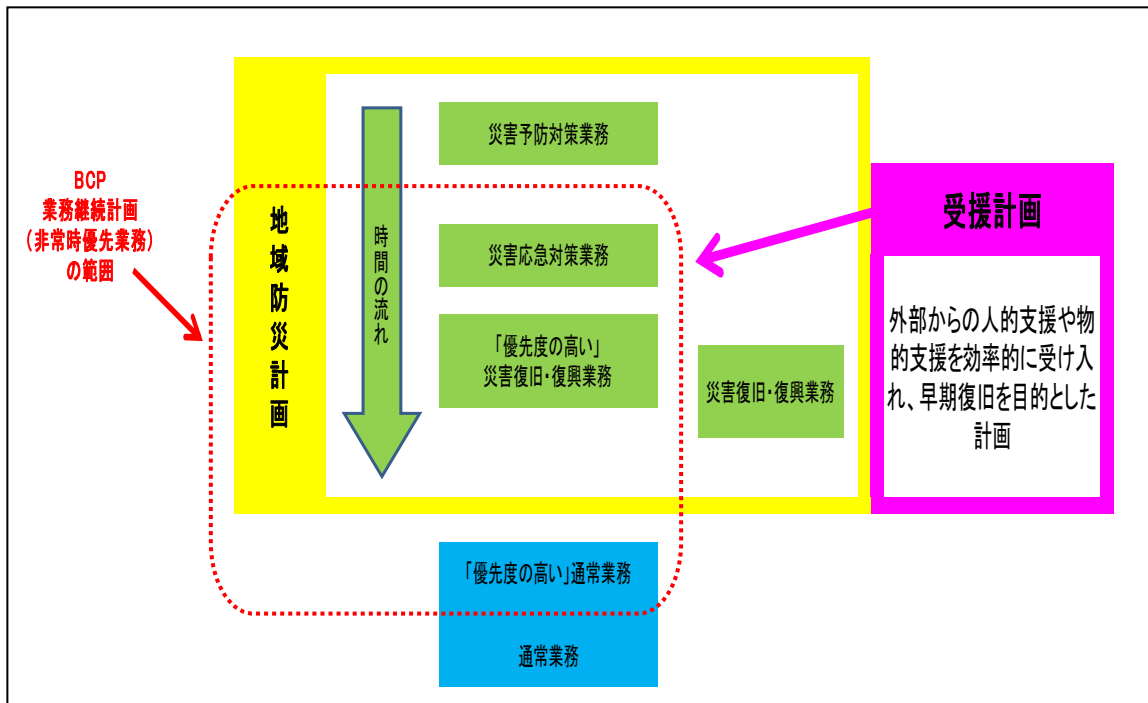 BCP
業務継続計画
(非常時優先業務)
の範囲
地域防災計画
時間の流れ
災害予防対策業務
災害応急対策業務
「優先度の高い」
災害復旧・復興業務
災害復旧・復興業務
「優先度の高い」通常業務
通常業務
受援計画
外部からの人的支援や物
的支援を効率的に受け入
れ、早期復旧を目的とした
計画